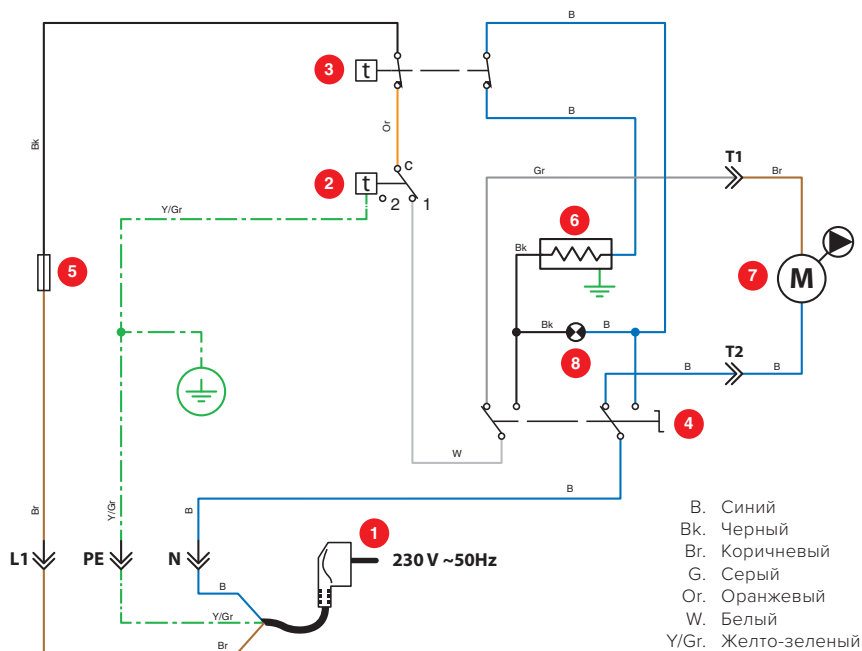 B
3
t
B
Bk
Or
C
T1
Gr
Br
2
t
2
1
Y/Gr
6
Bk
5
7
M
Bk
B
8
T2
B
B
4
W
B
Br
Y/Gr
B
1
L1
PE
N
230 V ~50Hz
B
Y/Gr
Br
B. Синий
Bk. Черный
Br. Коричневый
G. Серый
Or. Оранжевый
W. Белый
Y/Gr. Желто-зеленый